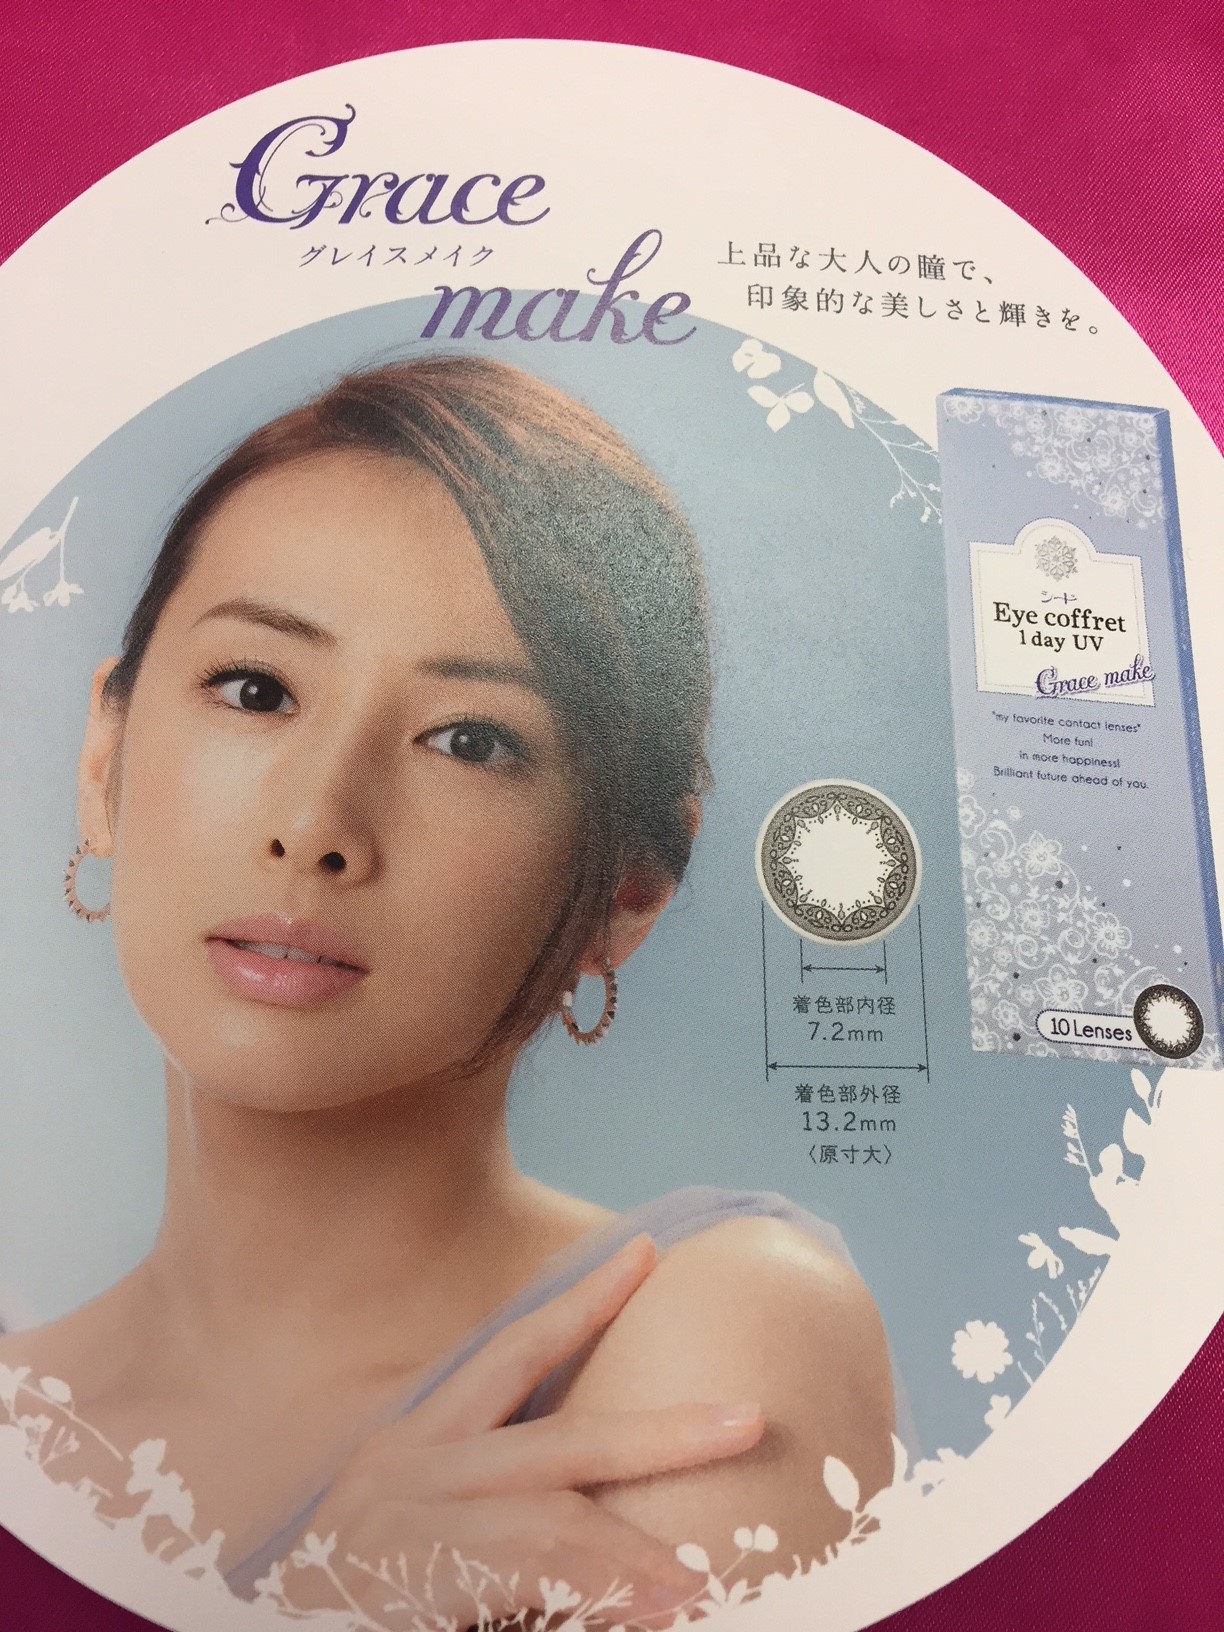 Grace
グレイスメイク
make
上品な大人の瞳で、
印象的な美しさと輝きを。
シード
Eye coffret
1day UV
Grace make
"my favorite contact lenses"
More fun!
in more happiness!
Brilliant future ahead of you.
10 Lenses
着色部内径
7.2mm
着色部外径
13.2mm
〈原寸大〉